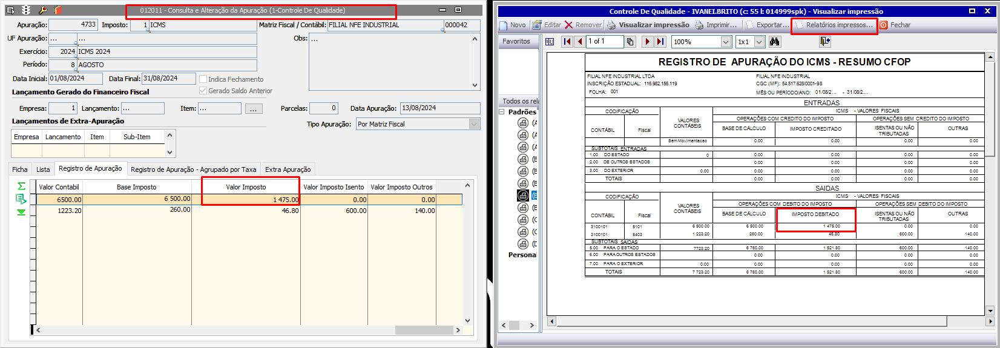 012011 - Consulta e Alteração da Apuração (1-Controle De Qualidade)
Apuração: 4733 Imposto: 1 ICMS Matriz Fiscal / Contábil: FILIAL NFE INDUSTRIAL 000042
UF Apuração: ... ... Obs: ...
Exercício: 2024 ICMS 2024
Período: 8 AGOSTO
Data Inicial: 01/08/2024 Data Final: 31/08/2024 Indica Fechamento
Lançamento Gerado do Financeiro Fiscal Gerado Saldo Anterior
Empresa: 1 Lançamento: ... Item: ... ... Parcelas: 0 Data Apuração: 13/08/2024
Lançamentos de Extra-Apuração Tipo Apuração: Por Matriz Fiscal
Empresa Lancamento Item Sub-Item
Ficha Lista Registro de Apuração Registro de Apuração - Agrupado por Taxa Extra Apuração
Valor Contabil Base Imposto Valor Imposto Valor Imposto Isento Valor Imposto Outros
6500.00 6 500.00 1 475.00 0.00 0.00
1223.20 260.00 46.80 600.00 140.00
Controle De Qualidade - IVANEI.BRITO (c: 55 l: 014999spk) - Visualizar impressão
Novo Editar Remover Visualizar impressão Imprimir... Exportar... Relatórios impressos... Fechar
Favoritos 1 of 1 100% 1x1
Todos os rela
Padrões
(A
(A
(A
(B
(B
(B
(B
(B
(C
(C
(D
Personal
REGISTRO DE APURAÇÃO DO ICMS - RESUMO CFOP
FILIAL NFE INDUSTRIAL LTDA FILIAL NFE INDUSTRIAL
INSCRIÇÃO ESTADUAL: 116.982.156.119 CGC (MF): 54.517.628/0001-98
FOLHA: 001 MÊS OU PERÍODO/ANO: 01/08/2... - 31/08/2...
ENTRADAS
CODIFICAÇÃO VALORES CONTÁBEIS ICMS - VALORES FISCAIS
OPERAÇÕES COM CREDITO DO IMPOSTO OPERAÇÕES SEM CREDITO DO IMPOSTO
CONTÁBIL Fiscal BASE DE CÁLCULO IMPOSTO CREDITADO ISENTAS OU NÃO TRIBUTADAS OUTRAS
Sem Movimentacao 0.00 0.00 0.00 0.00
SUBTOTAIS ENTRADAS
1.00 DO ESTADO 0 0.00 0.00 0.00 0.00
2.00 DE OUTROS ESTADOS 0.00 0.00 0.00 0.00
3.00 DO EXTERIOR 0.00 0.00 0.00 0.00 0.00
TOTAIS 0.00 0.00 0.00 0.00
SAIDAS
CODIFICAÇÃO VALORES CONTÁBEIS ICMS - VALORES FISCAIS
OPERAÇÕES COM DEBITO DO IMPOSTO OPERAÇÕES SEM DEBITO DO IMPOSTO
CONTÁBIL Fiscal BASE DE CÁLCULO IMPOSTO DEBITADO ISENTAS OU NÃO TRIBUTADAS OUTRAS
3100101 5101 6 500.00 6 500.00 1 475.00 0.00 0.00
3100101 5403 1 223.20 260.00 46.80 600.00 140.00
SUBTOTAIS SAIDAS
5.00 PARA O ESTADO 7723.20 6 760.00 1 521.80 600.00 140.00
6.00 PARA OUTROS ESTADOS 0.00 0.00 0.00 0.00
7.00 PARA O EXTERIOR 0.00 0.00 0.00 0.00 0.00
TOTAIS 7 723.20 6 760.00 1 521.80 600.00 140.00